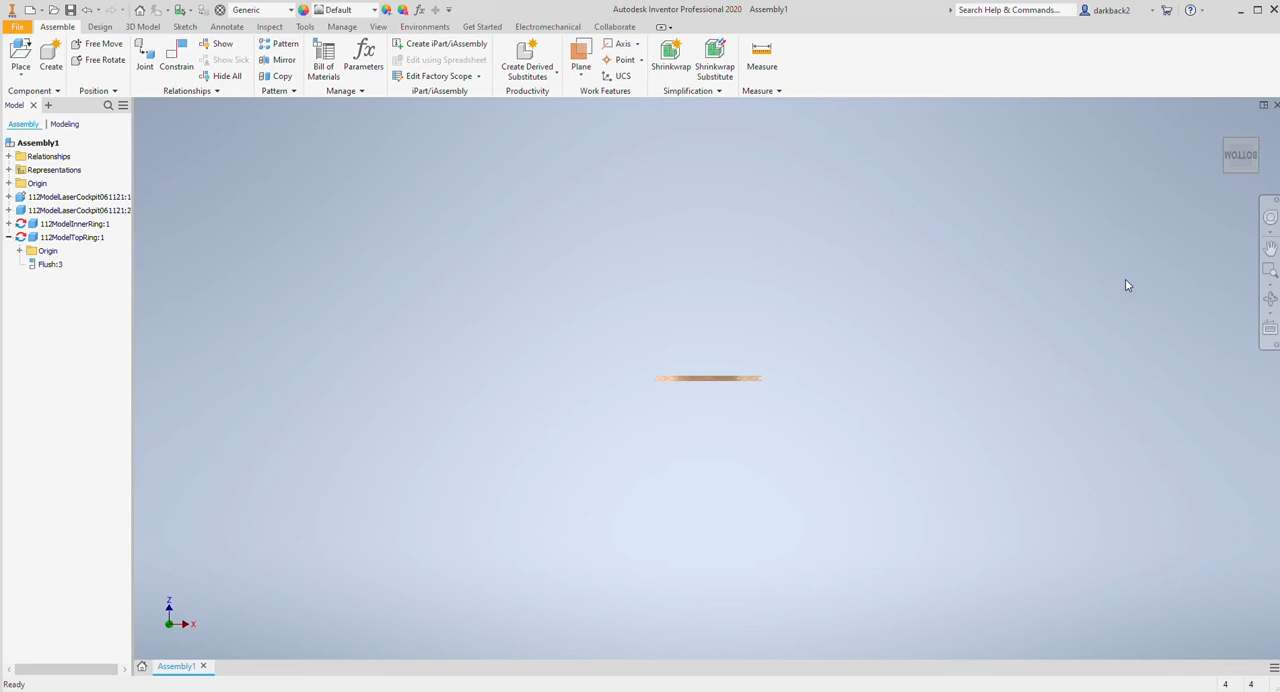 Generic
Default
Autodesk Inventor Professional 2020 Assembly1
Search Help & Commands...
darkback2
File Assemble Design 3D Model Sketch Annotate Inspect Tools Manage View Environments Get Started Electromechanical Collaborate
Place
Create
Free Move
Free Rotate
Joint
Constrain
Show
Show Sick
Hide All
Pattern
Mirror
Copy
Bill of
Materials
Parameters
Create iPart/iAssembly
Edit using Spreadsheet
Edit Factory Scope
Create Derived
Substitutes
Plane
Axis
Point
UCS
Shrinkwrap
Shrinkwrap
Substitute
Measure
Component
Position
Relationships
Pattern
Manage
iPart/iAssembly
Productivity
Work Features
Simplification
Measure
Model
Assembly Modeling
Assembly1
Relationships
Representations
Origin
112ModelLaserCockpit061121:1
112ModelLaserCockpit061121:2
112ModelInnerRing:1
112ModelTopRing:1
Origin
Flush:3
BOTTOM
Z
X
Assembly1
Ready
4 4